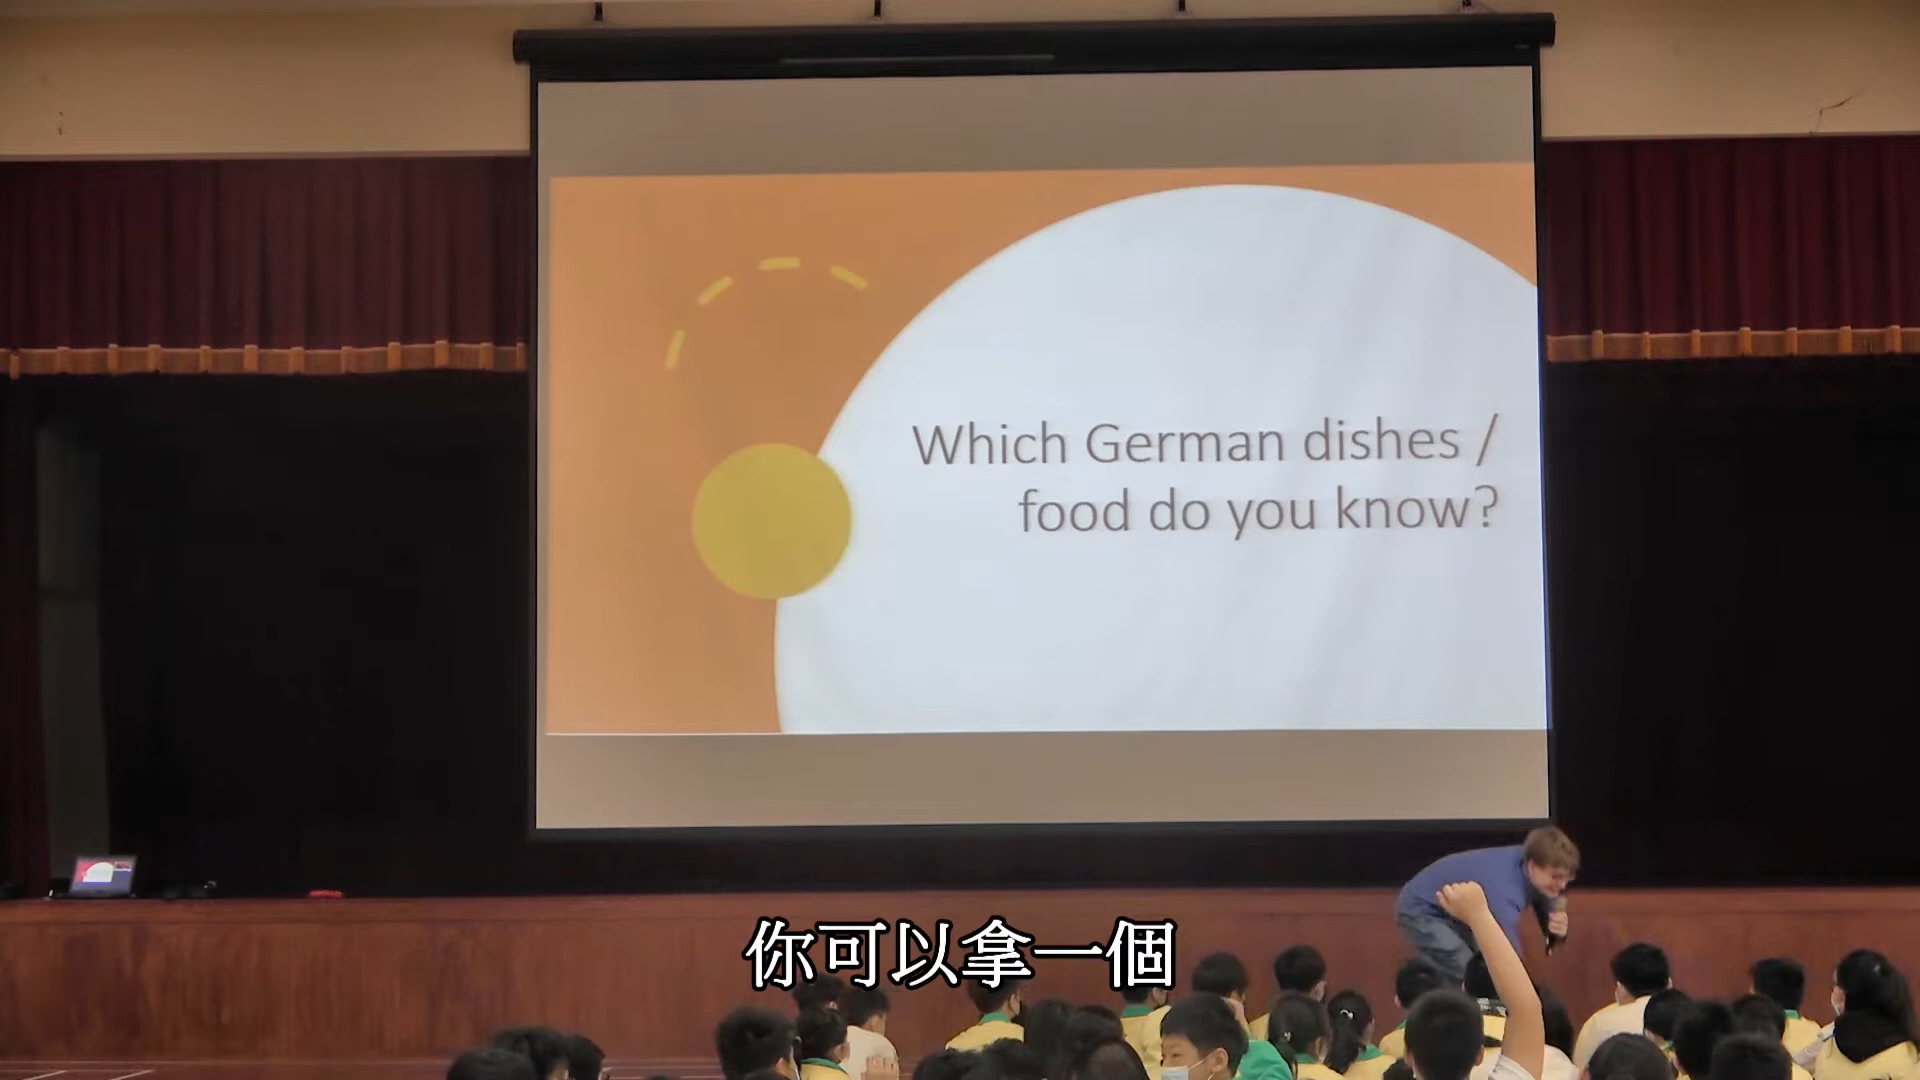 Which German dishes /
food do you know?
你可以拿一個